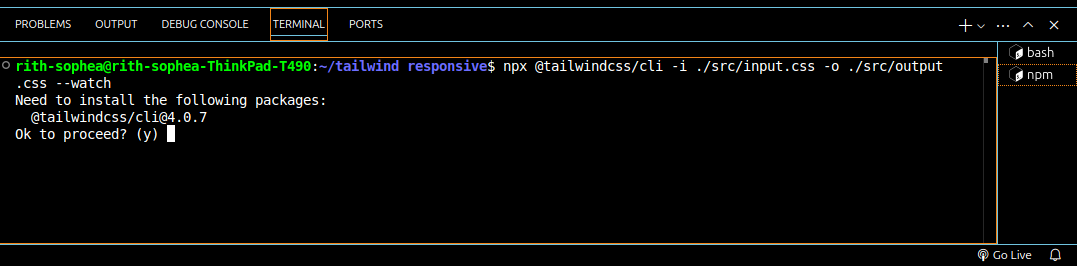 PROBLEMS OUTPUT DEBUG CONSOLE TERMINAL PORTS
bash
npm
rith-sophea@rith-sophea-ThinkPad-T490:~/tailwind responsive$ npx @tailwindcss/cli -i ./src/input.css -o ./src/output
.css --watch
Need to install the following packages:
@tailwindcss/cli@4.0.7
Ok to proceed? (y)
Go Live